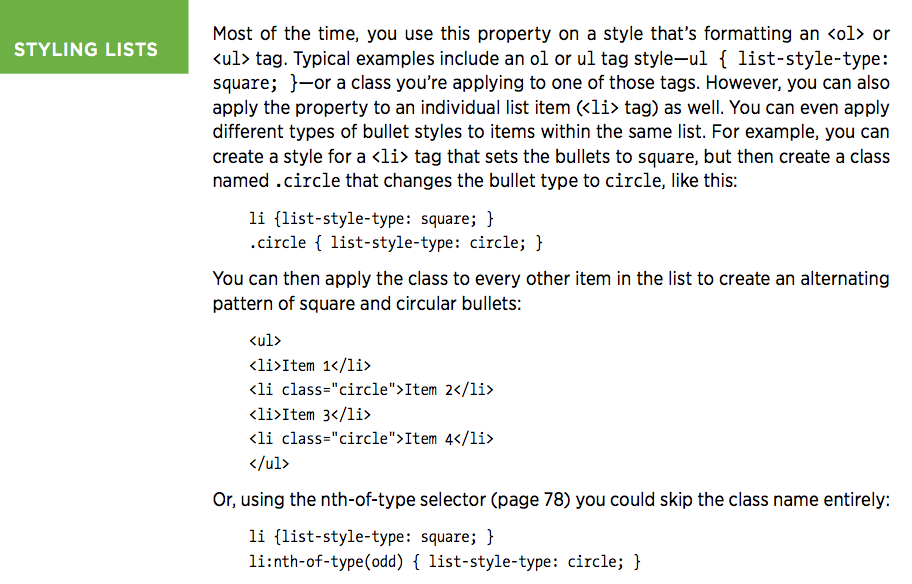 STYLING LISTS
Most of the time, you use this property on a style that’s formatting an <ol> or
<ul> tag. Typical examples include an ol or ul tag style—ul { list-style-type:
square; }—or a class you’re applying to one of those tags. However, you can also
apply the property to an individual list item (<li> tag) as well. You can even apply
different types of bullet styles to items within the same list. For example, you can
create a style for a <li> tag that sets the bullets to square, but then create a class
named .circle that changes the bullet type to circle, like this:
li {list-style-type: square; }
.circle { list-style-type: circle; }
You can then apply the class to every other item in the list to create an alternating
pattern of square and circular bullets:
<ul>
<li>Item 1</li>
<li class="circle">Item 2</li>
<li>Item 3</li>
<li class="circle">Item 4</li>
</ul>
Or, using the nth-of-type selector (page 78) you could skip the class name entirely:
li {list-style-type: square; }
li:nth-of-type(odd) { list-style-type: circle; }